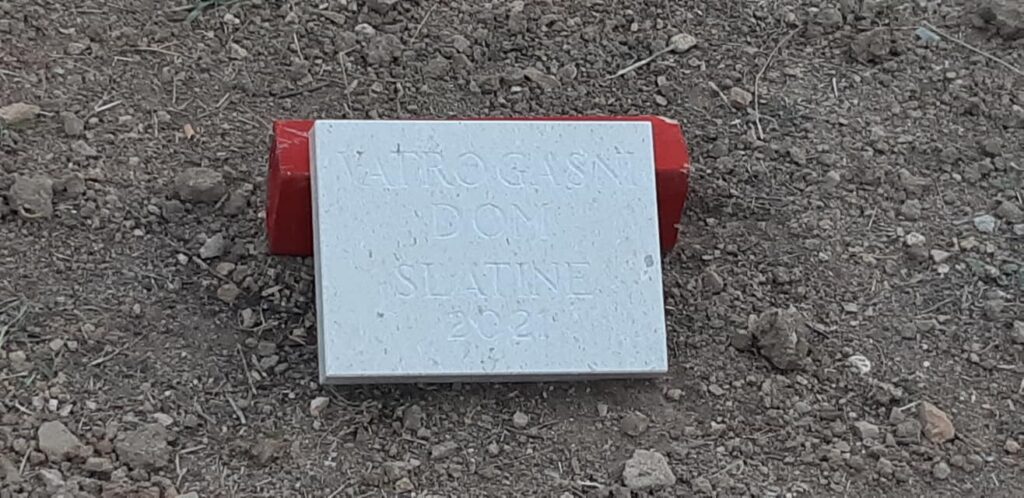 VATROGASNI
DOM
SLATINE
2021